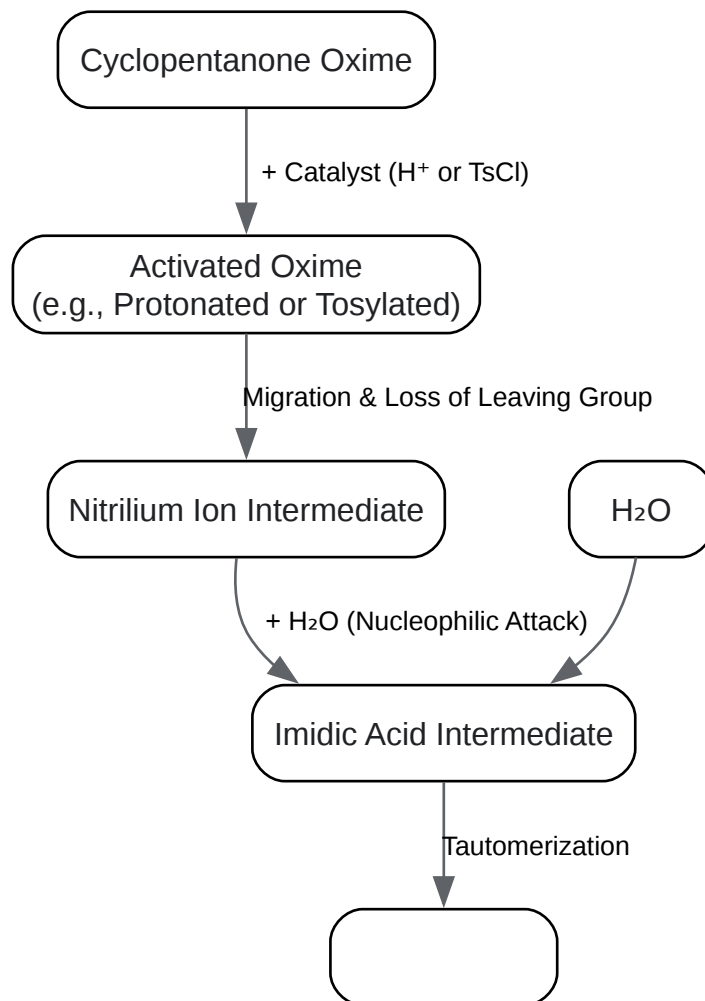 Cyclopentanone Oxime
+ Catalyst (H⁺ or TsCl)
Activated Oxime
(e.g., Protonated or Tosylated)
Migration & Loss of Leaving Group
Nitrilium Ion Intermediate
H₂O
+ H₂O (Nucleophilic Attack)
Imidic Acid Intermediate
Tautomerization